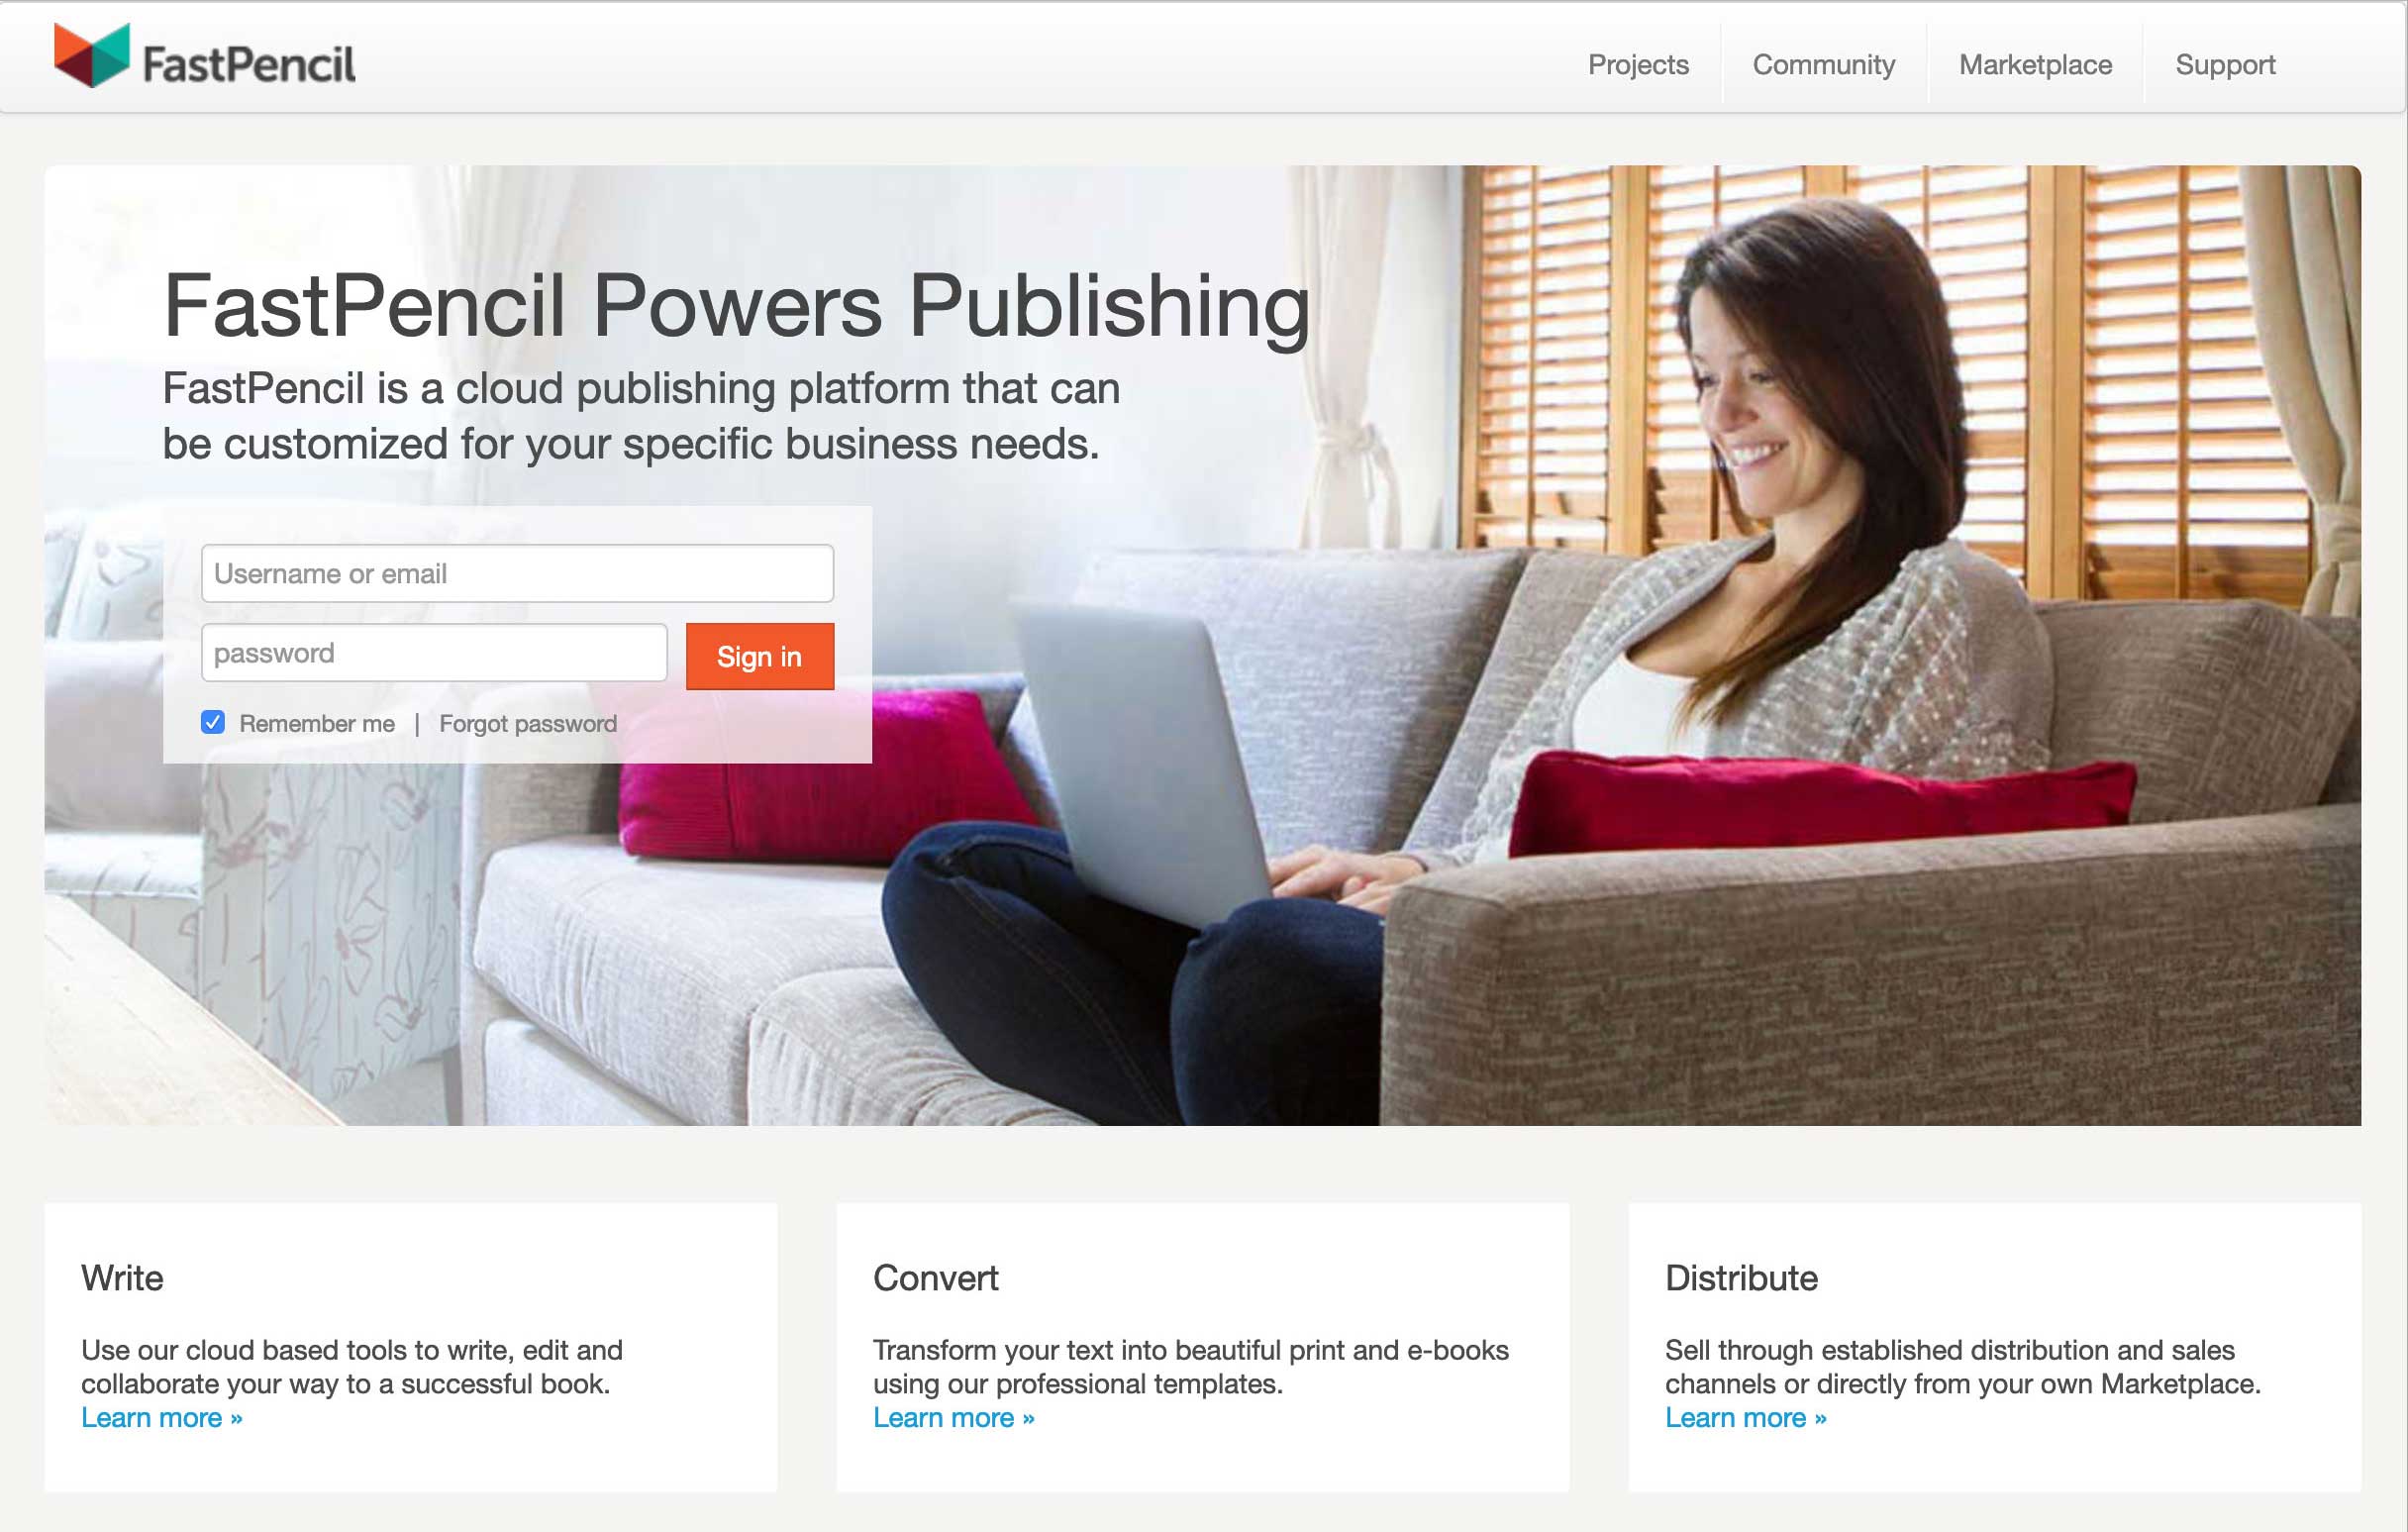 FastPencil
Projects
Community
Marketplace
Support
FastPencil Powers Publishing
FastPencil is a cloud publishing platform that can
be customized for your specific business needs.
Username or email
password
Sign in
Remember me | Forgot password
Write
Use our cloud based tools to write, edit and
collaborate your way to a successful book.
Learn more »
Convert
Transform your text into beautiful print and e-books
using our professional templates.
Learn more »
Distribute
Sell through established distribution and sales
channels or directly from your own Marketplace.
Learn more »